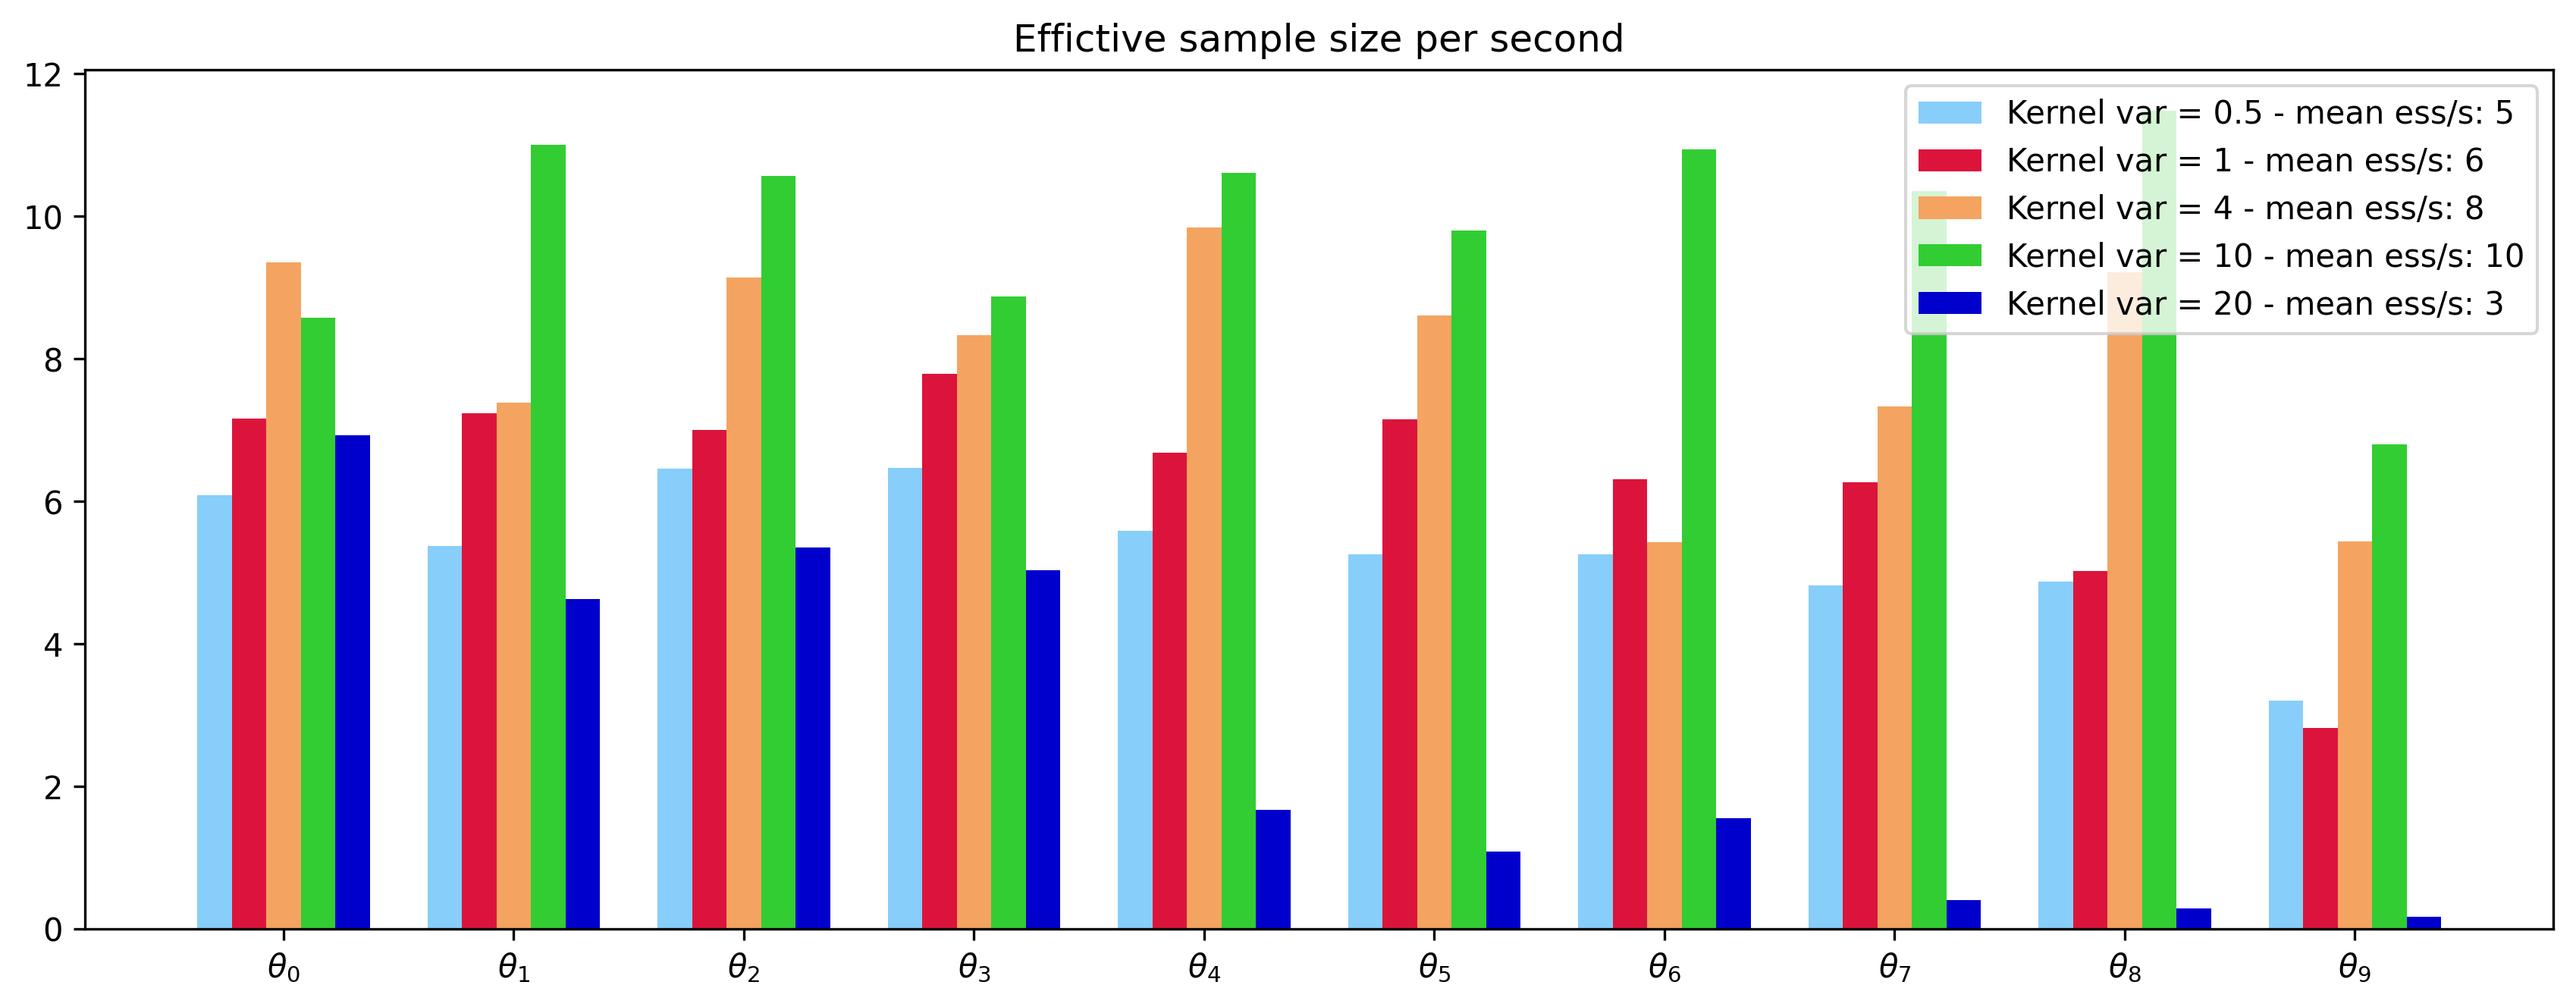 Effictive sample size per second
12
10
8
6
4
2
0
Kernel var = 0.5 - mean ess/s: 5
Kernel var = 1 - mean ess/s: 6
Kernel var = 4 - mean ess/s: 8
Kernel var = 10 - mean ess/s: 10
Kernel var = 20 - mean ess/s: 3
θ₀ θ₁ θ₂ θ₃ θ₄ θ₅ θ₆ θ₇ θ₈ θ₉